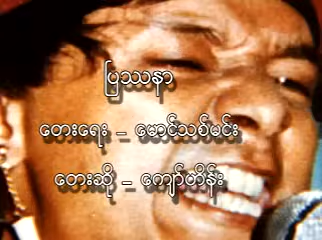 ပြဿနာ
တေးရေး – မောင်သစ်မင်း
တေးဆို – ကျော်ဟိန်း